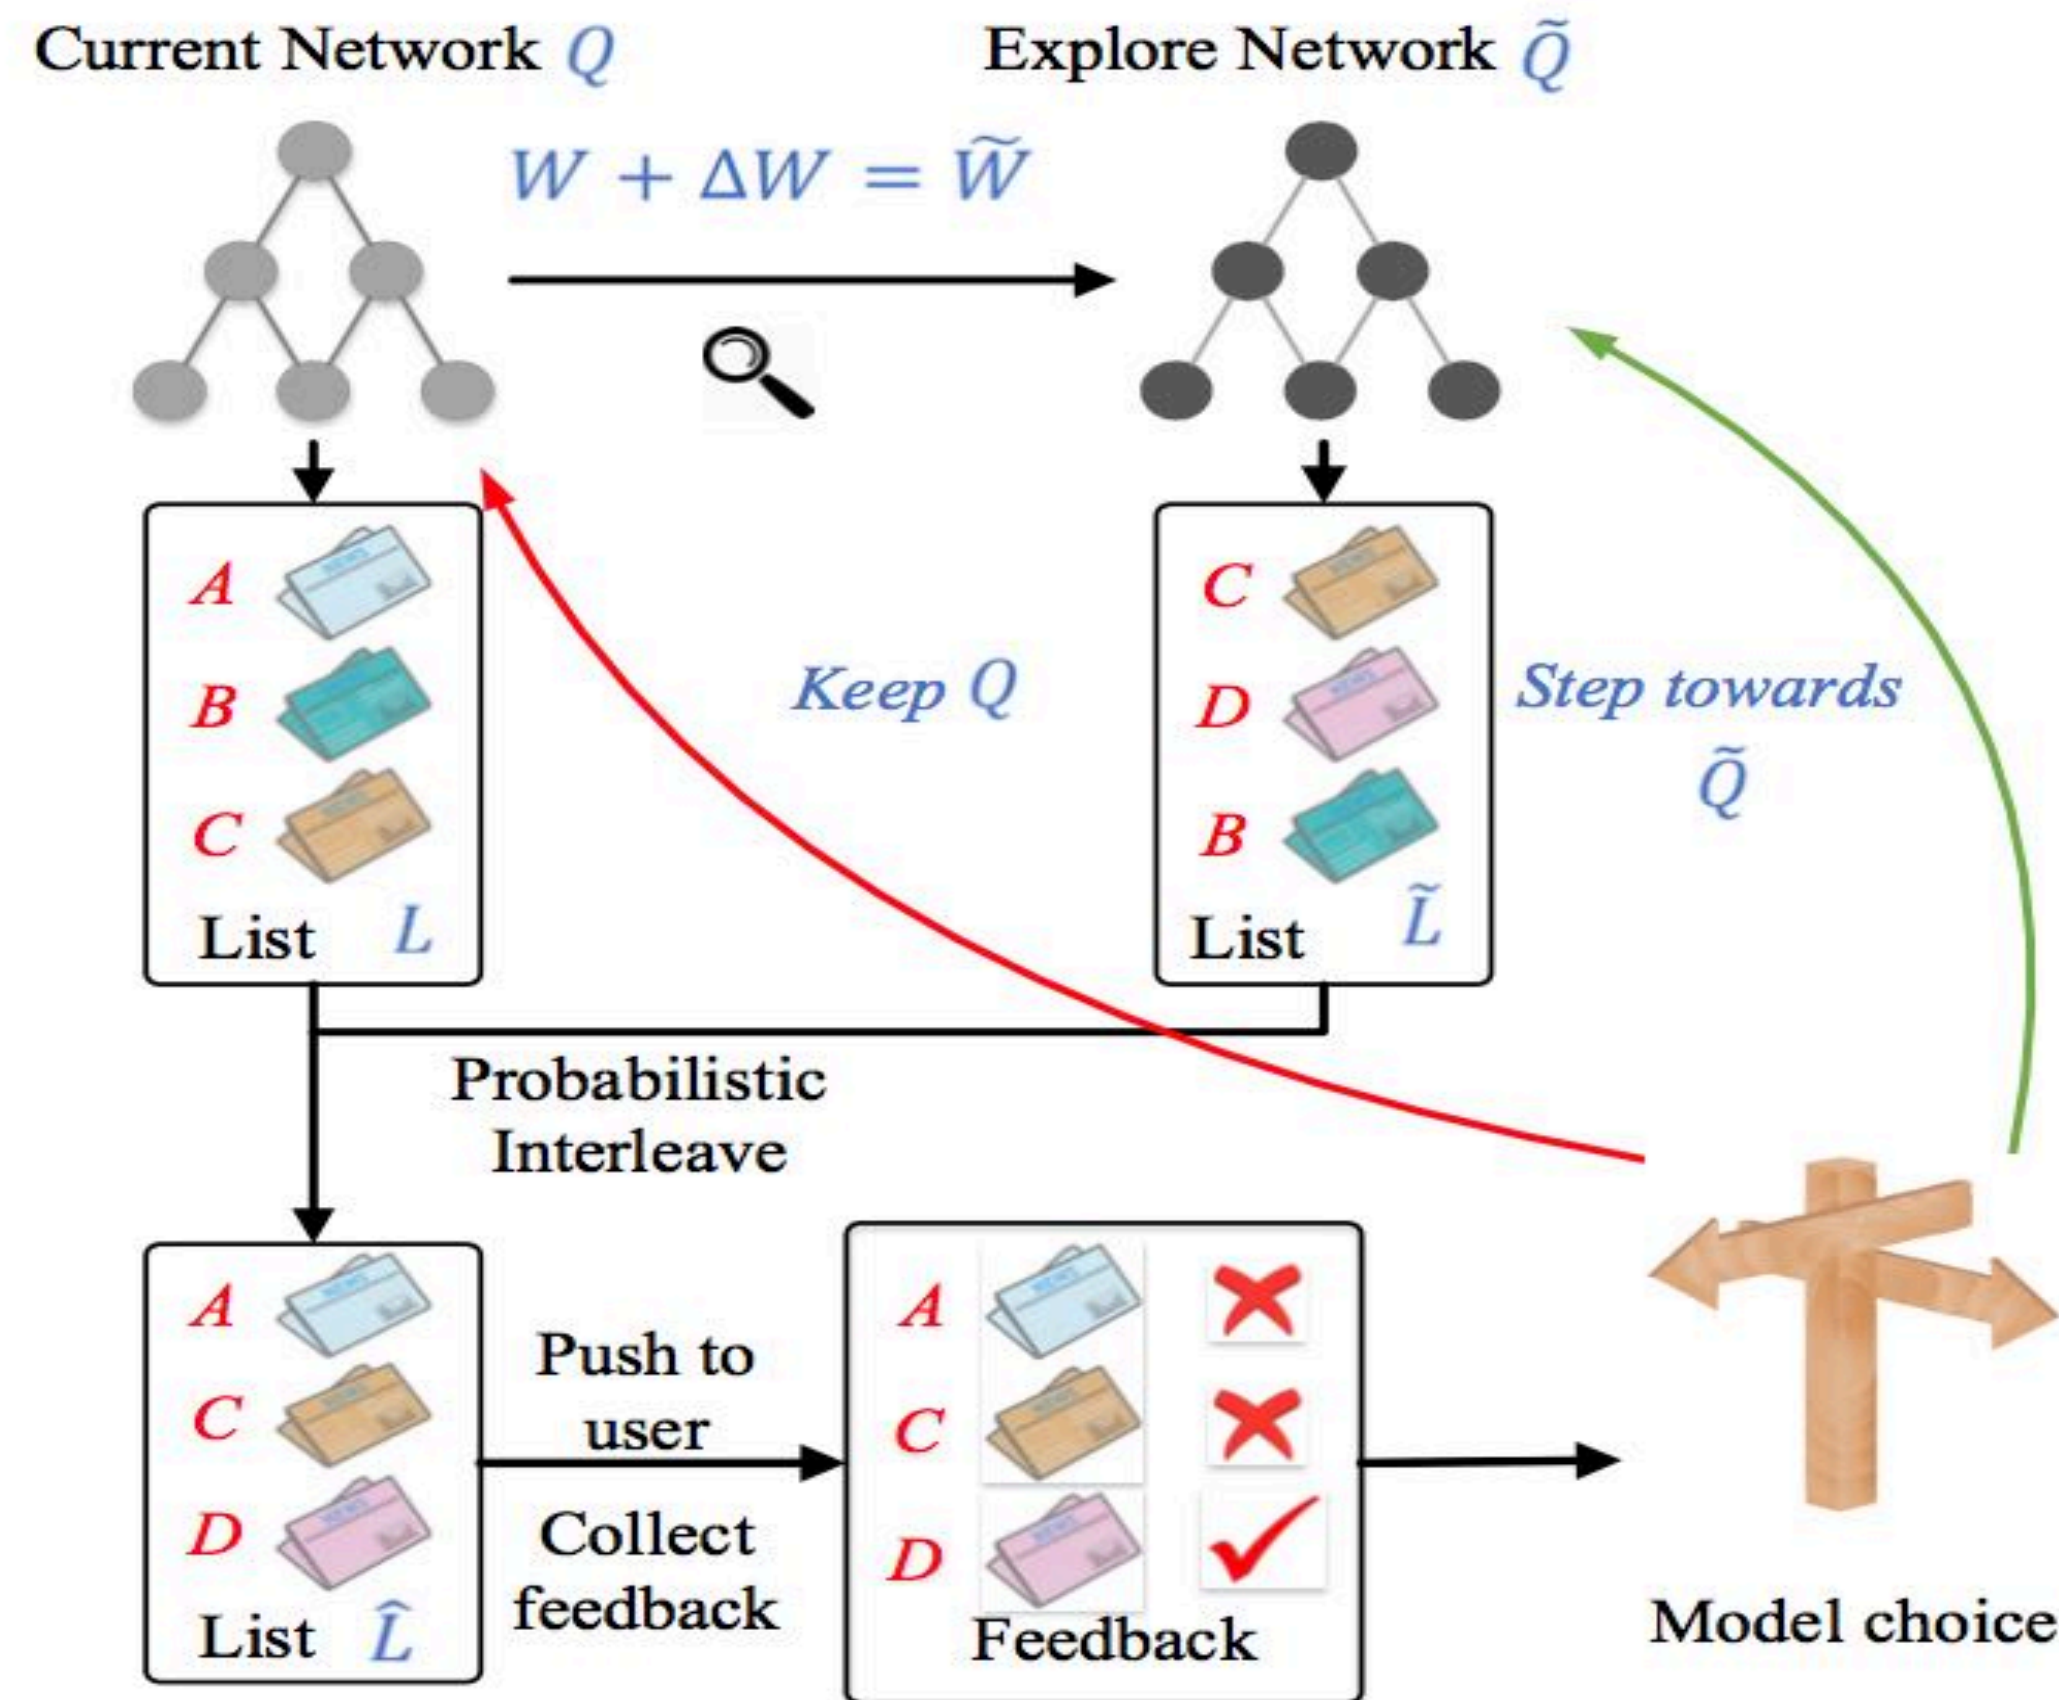 Current Network Q
Explore Network Q̃
W + ΔW = W̃
A
B
C
List L
C
D
B
List L̃
Keep Q
Step towards
Q̃
Probabilistic
Interleave
A
C
D
List L̂
Push to
user
Collect
feedback
A
C
D
Feedback
Model choice